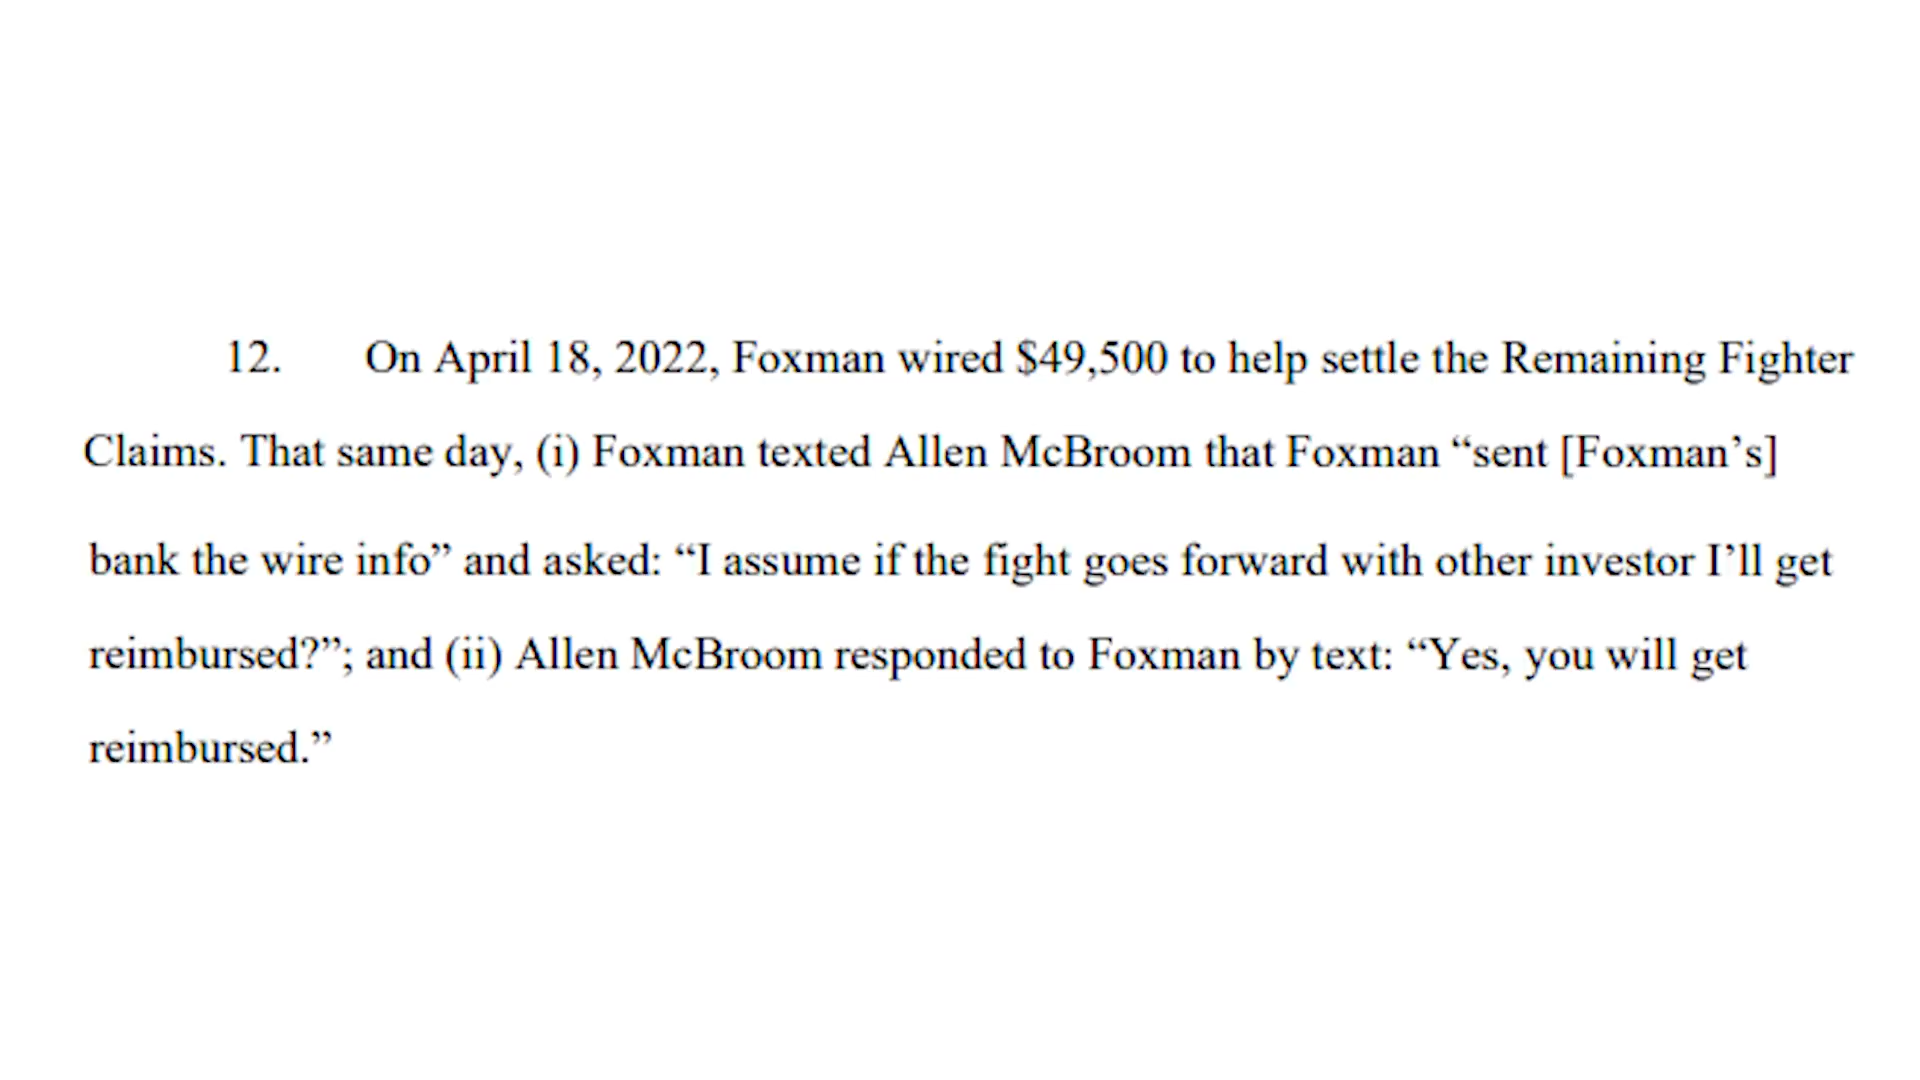 12. On April 18, 2022, Foxman wired $49,500 to help settle the Remaining Fighter
Claims. That same day, (i) Foxman texted Allen McBroom that Foxman “sent [Foxman’s]
bank the wire info” and asked: “I assume if the fight goes forward with other investor I’ll get
reimbursed?”; and (ii) Allen McBroom responded to Foxman by text: “Yes, you will get
reimbursed.”